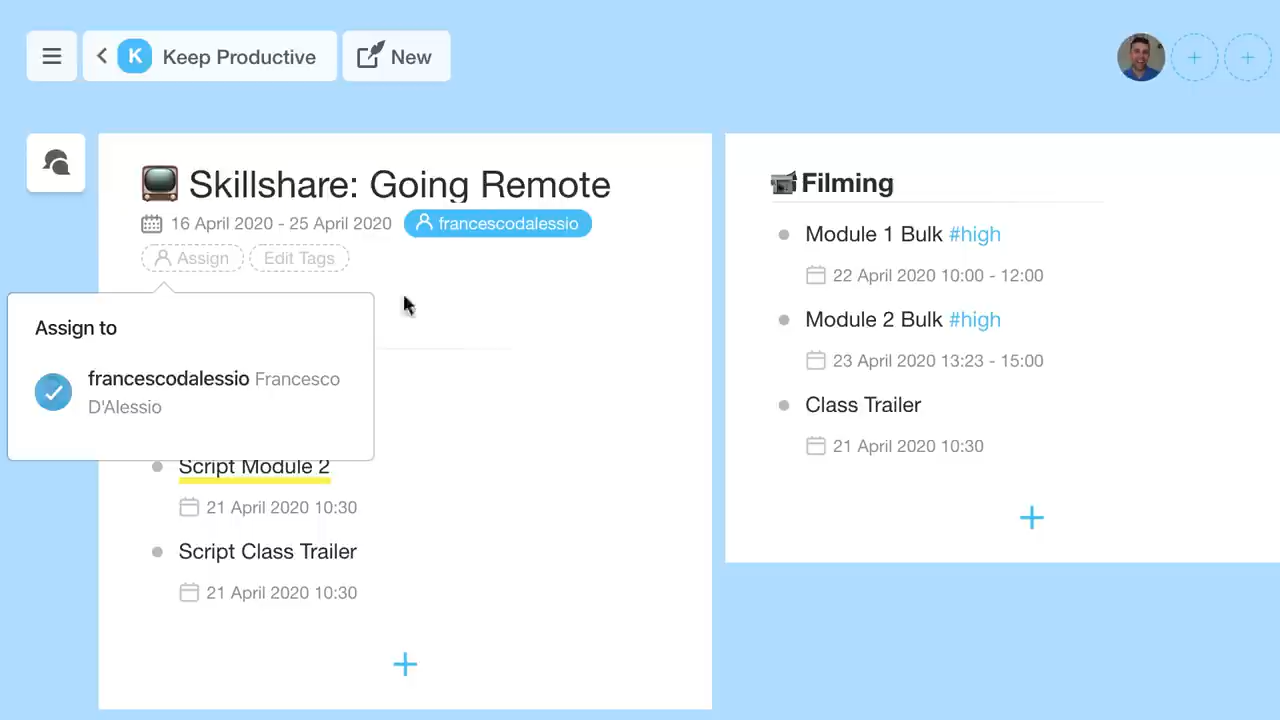 K Keep Productive
New
Skillshare: Going Remote
16 April 2020 - 25 April 2020 francescodalessio
Assign Edit Tags
Assign to
francescodalessio Francesco
D'Alessio
Script Module 2
21 April 2020 10:30
Script Class Trailer
21 April 2020 10:30
Filming
Module 1 Bulk #high
22 April 2020 10:00 - 12:00
Module 2 Bulk #high
23 April 2020 13:23 - 15:00
Class Trailer
21 April 2020 10:30